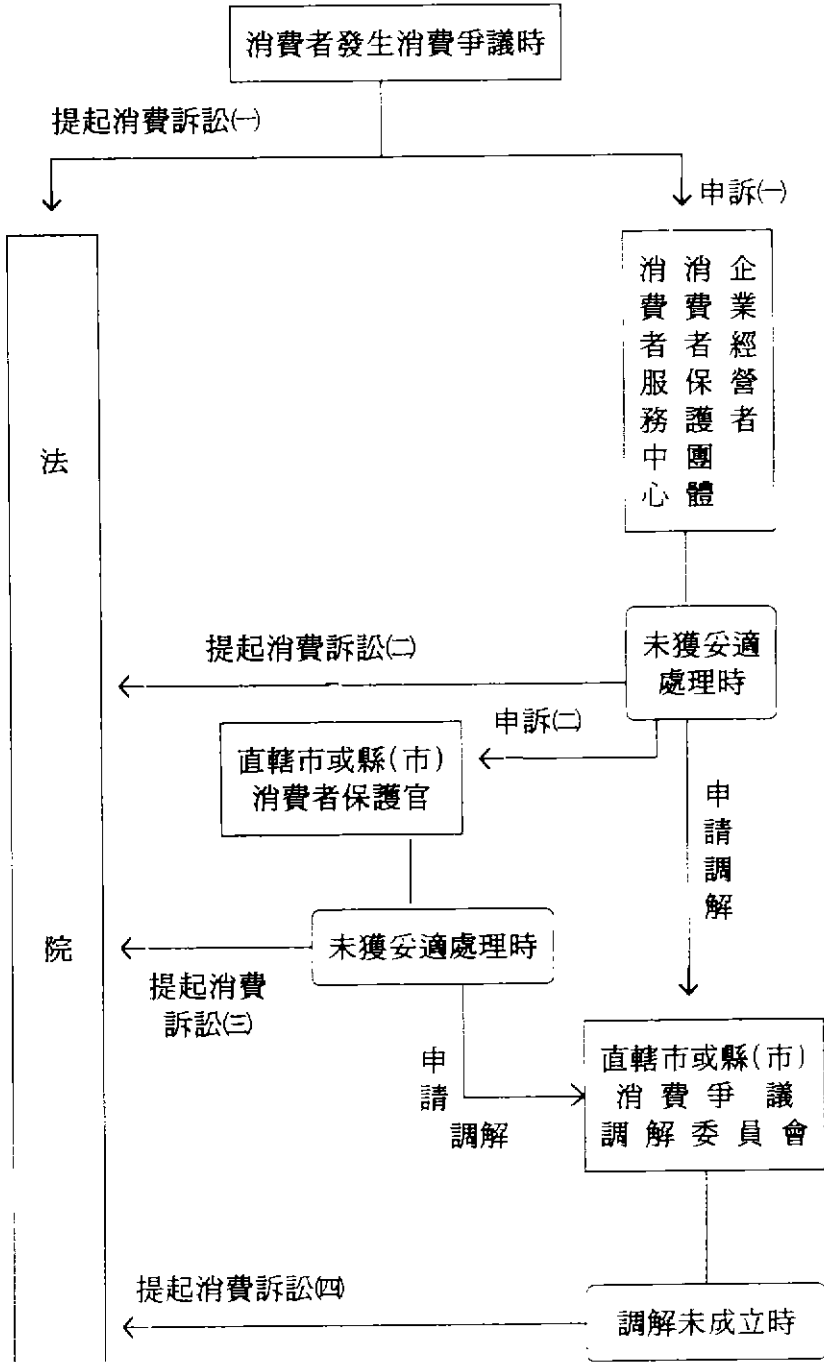 消費者發生消費爭議時
提起消費訴訟㈠
申訴㈠
企業經營者
消費者保護團體
消費者服務中心
法院
提起消費訴訟㈡
未獲妥適
處理時
申訴㈡
直轄市或縣(市)
消費者保護官
申請調解
未獲妥適處理時
提起消費
訴訟㈢
申請
調解
直轄市或縣(市)
消費爭議
調解委員會
提起消費訴訟㈣
調解未成立時